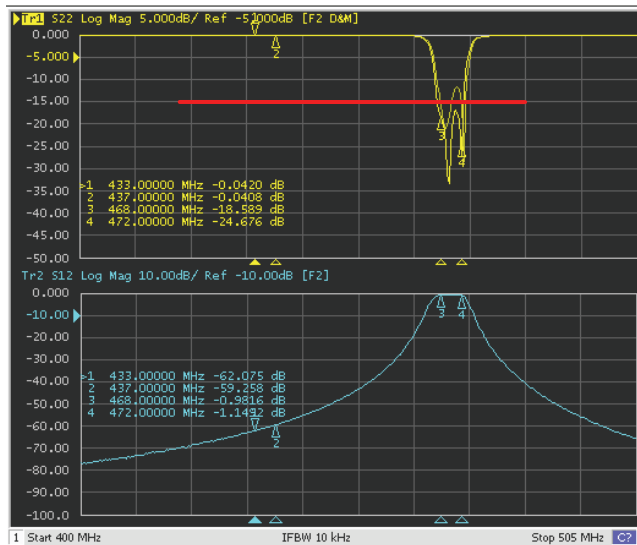 Tr1 S22 Log Mag 5.000dB/ Ref -5.000dB [F2 D&M]
0.000
-5.000
-10.00
-15.00
-20.00
-25.00
-30.00
-35.00
-40.00
-45.00
-50.00
2
3
4
>1 433.00000 MHz -0.0420 dB
2 437.00000 MHz -0.0408 dB
3 468.00000 MHz -18.589 dB
4 472.00000 MHz -24.676 dB
Tr2 S12 Log Mag 10.00dB/ Ref -10.00dB [F2]
0.000
-10.00
-20.00
-30.00
-40.00
-50.00
-60.00
-70.00
-80.00
-90.00
-100.0
3
4
2
>1 433.00000 MHz -62.075 dB
2 437.00000 MHz -59.258 dB
3 468.00000 MHz -0.9816 dB
4 472.00000 MHz -1.1492 dB
1 Start 400 MHz IFBW 10 kHz Stop 505 MHz C?